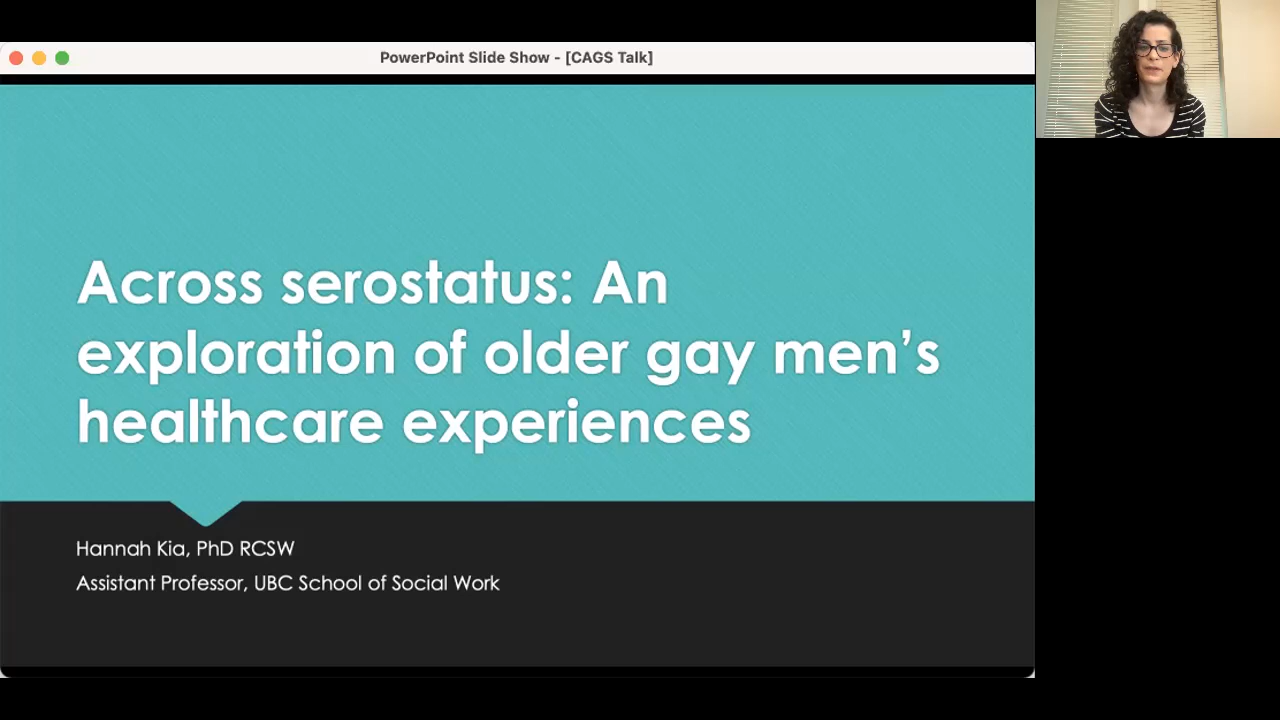 PowerPoint Slide Show - [CAGS Talk]
Across serostatus: An
exploration of older gay men’s
healthcare experiences
Hannah Kia, PhD RCSW
Assistant Professor, UBC School of Social Work